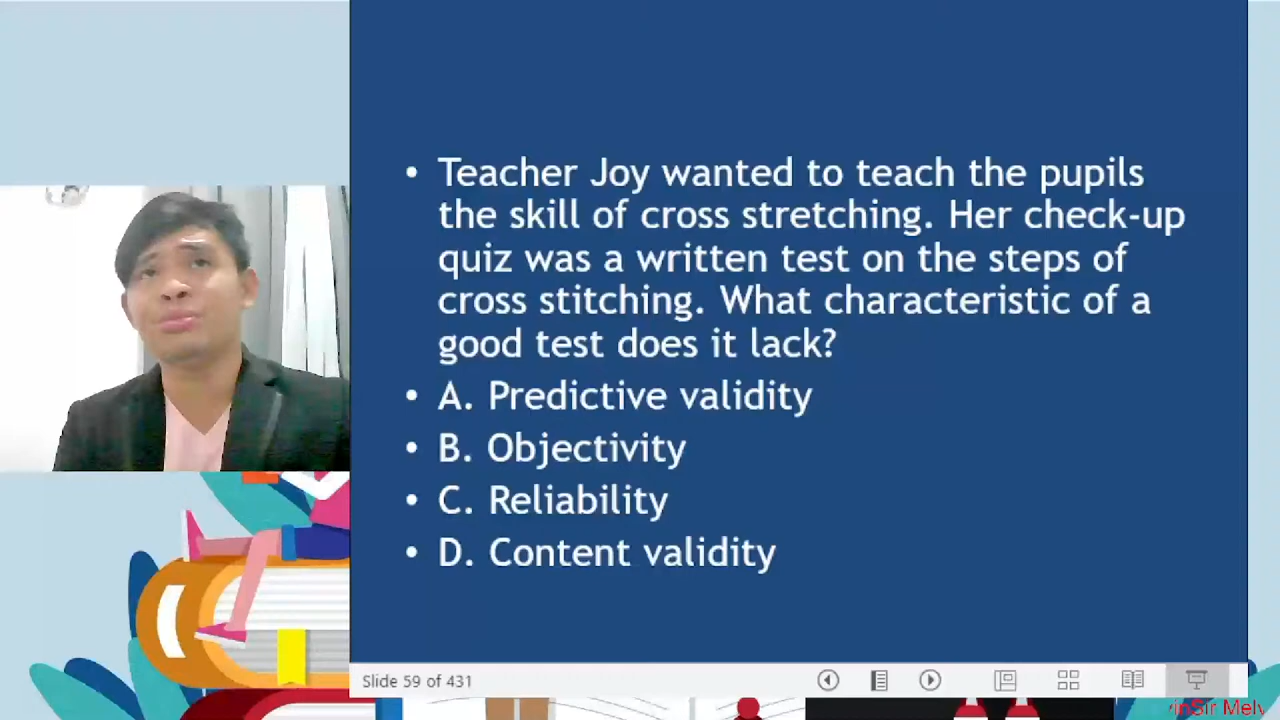 • Teacher Joy wanted to teach the pupils
the skill of cross stretching. Her check-up
quiz was a written test on the steps of
cross stitching. What characteristic of a
good test does it lack?
• A. Predictive validity
• B. Objectivity
• C. Reliability
• D. Content validity
Slide 59 of 431
inSir Melv